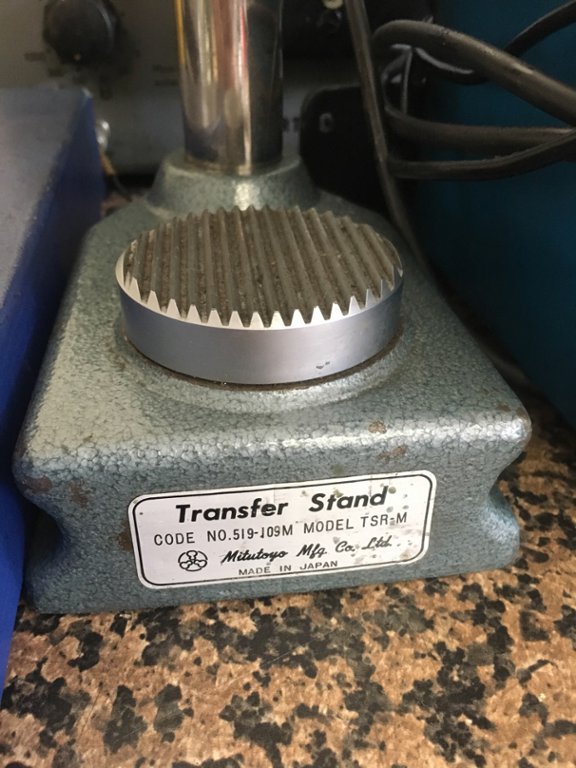 Transfer Stand
CODE NO.519-109M MODEL TSR-M
Mitutoyo Mfg. Co., Ltd.
MADE IN JAPAN